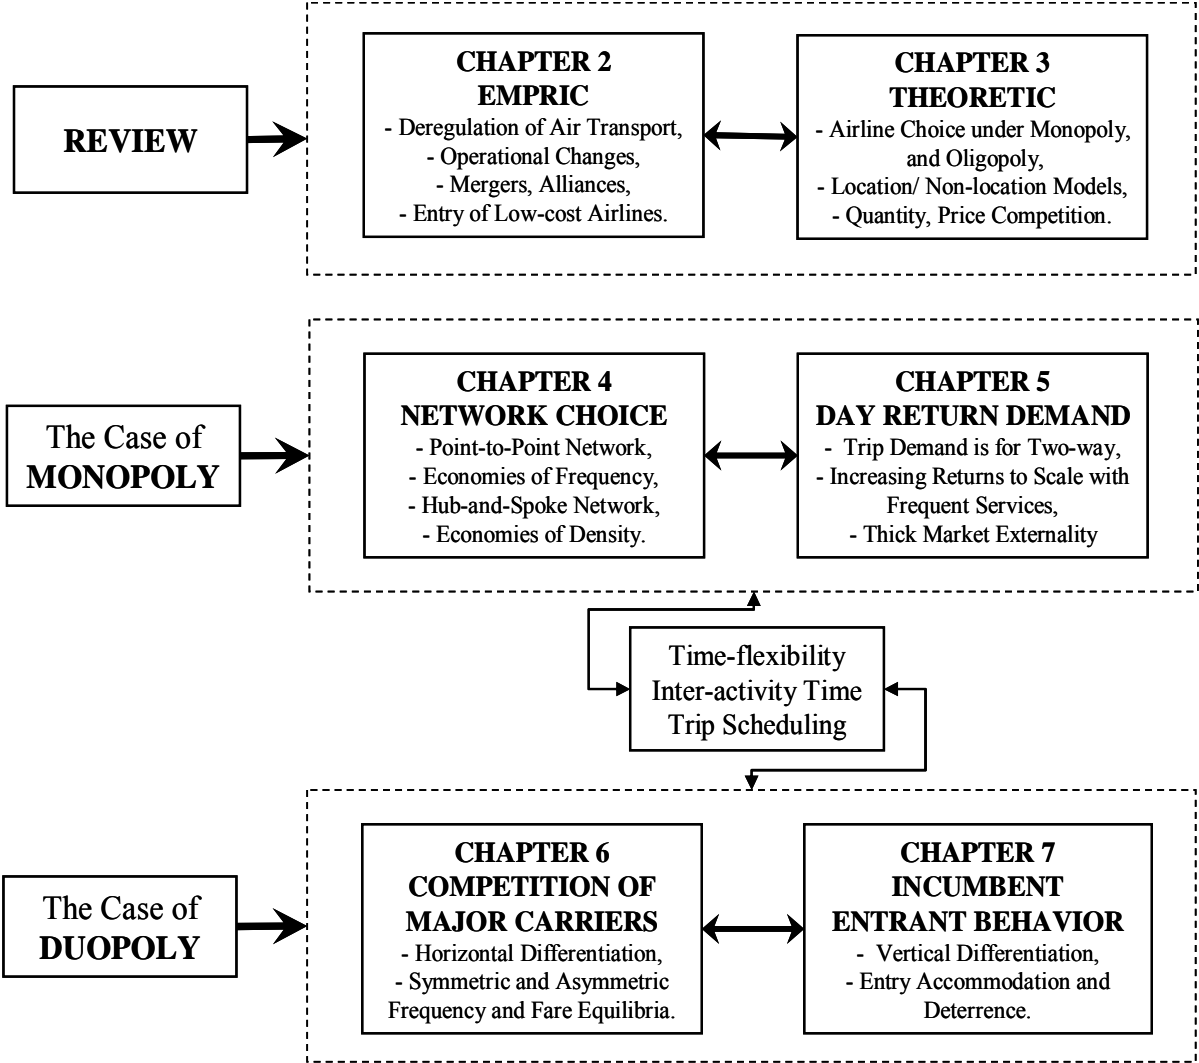 REVIEW
CHAPTER 2
EMPRIC
- Deregulation of Air Transport,
- Operational Changes,
- Mergers, Alliances,
- Entry of Low-cost Airlines.
CHAPTER 3
THEORETIC
- Airline Choice under Monopoly,
and Oligopoly,
- Location/ Non-location Models,
- Quantity, Price Competition.
The Case of
MONOPOLY
CHAPTER 4
NETWORK CHOICE
- Point-to-Point Network,
- Economies of Frequency,
- Hub-and-Spoke Network,
- Economies of Density.
CHAPTER 5
DAY RETURN DEMAND
- Trip Demand is for Two-way,
- Increasing Returns to Scale with
Frequent Services,
- Thick Market Externality
Time-flexibility
Inter-activity Time
Trip Scheduling
The Case of
DUOPOLY
CHAPTER 6
COMPETITION OF
MAJOR CARRIERS
- Horizontal Differentiation,
- Symmetric and Asymmetric
Frequency and Fare Equilibria.
CHAPTER 7
INCUMBENT
ENTRANT BEHAVIOR
- Vertical Differentiation,
- Entry Accommodation and
Deterrence.